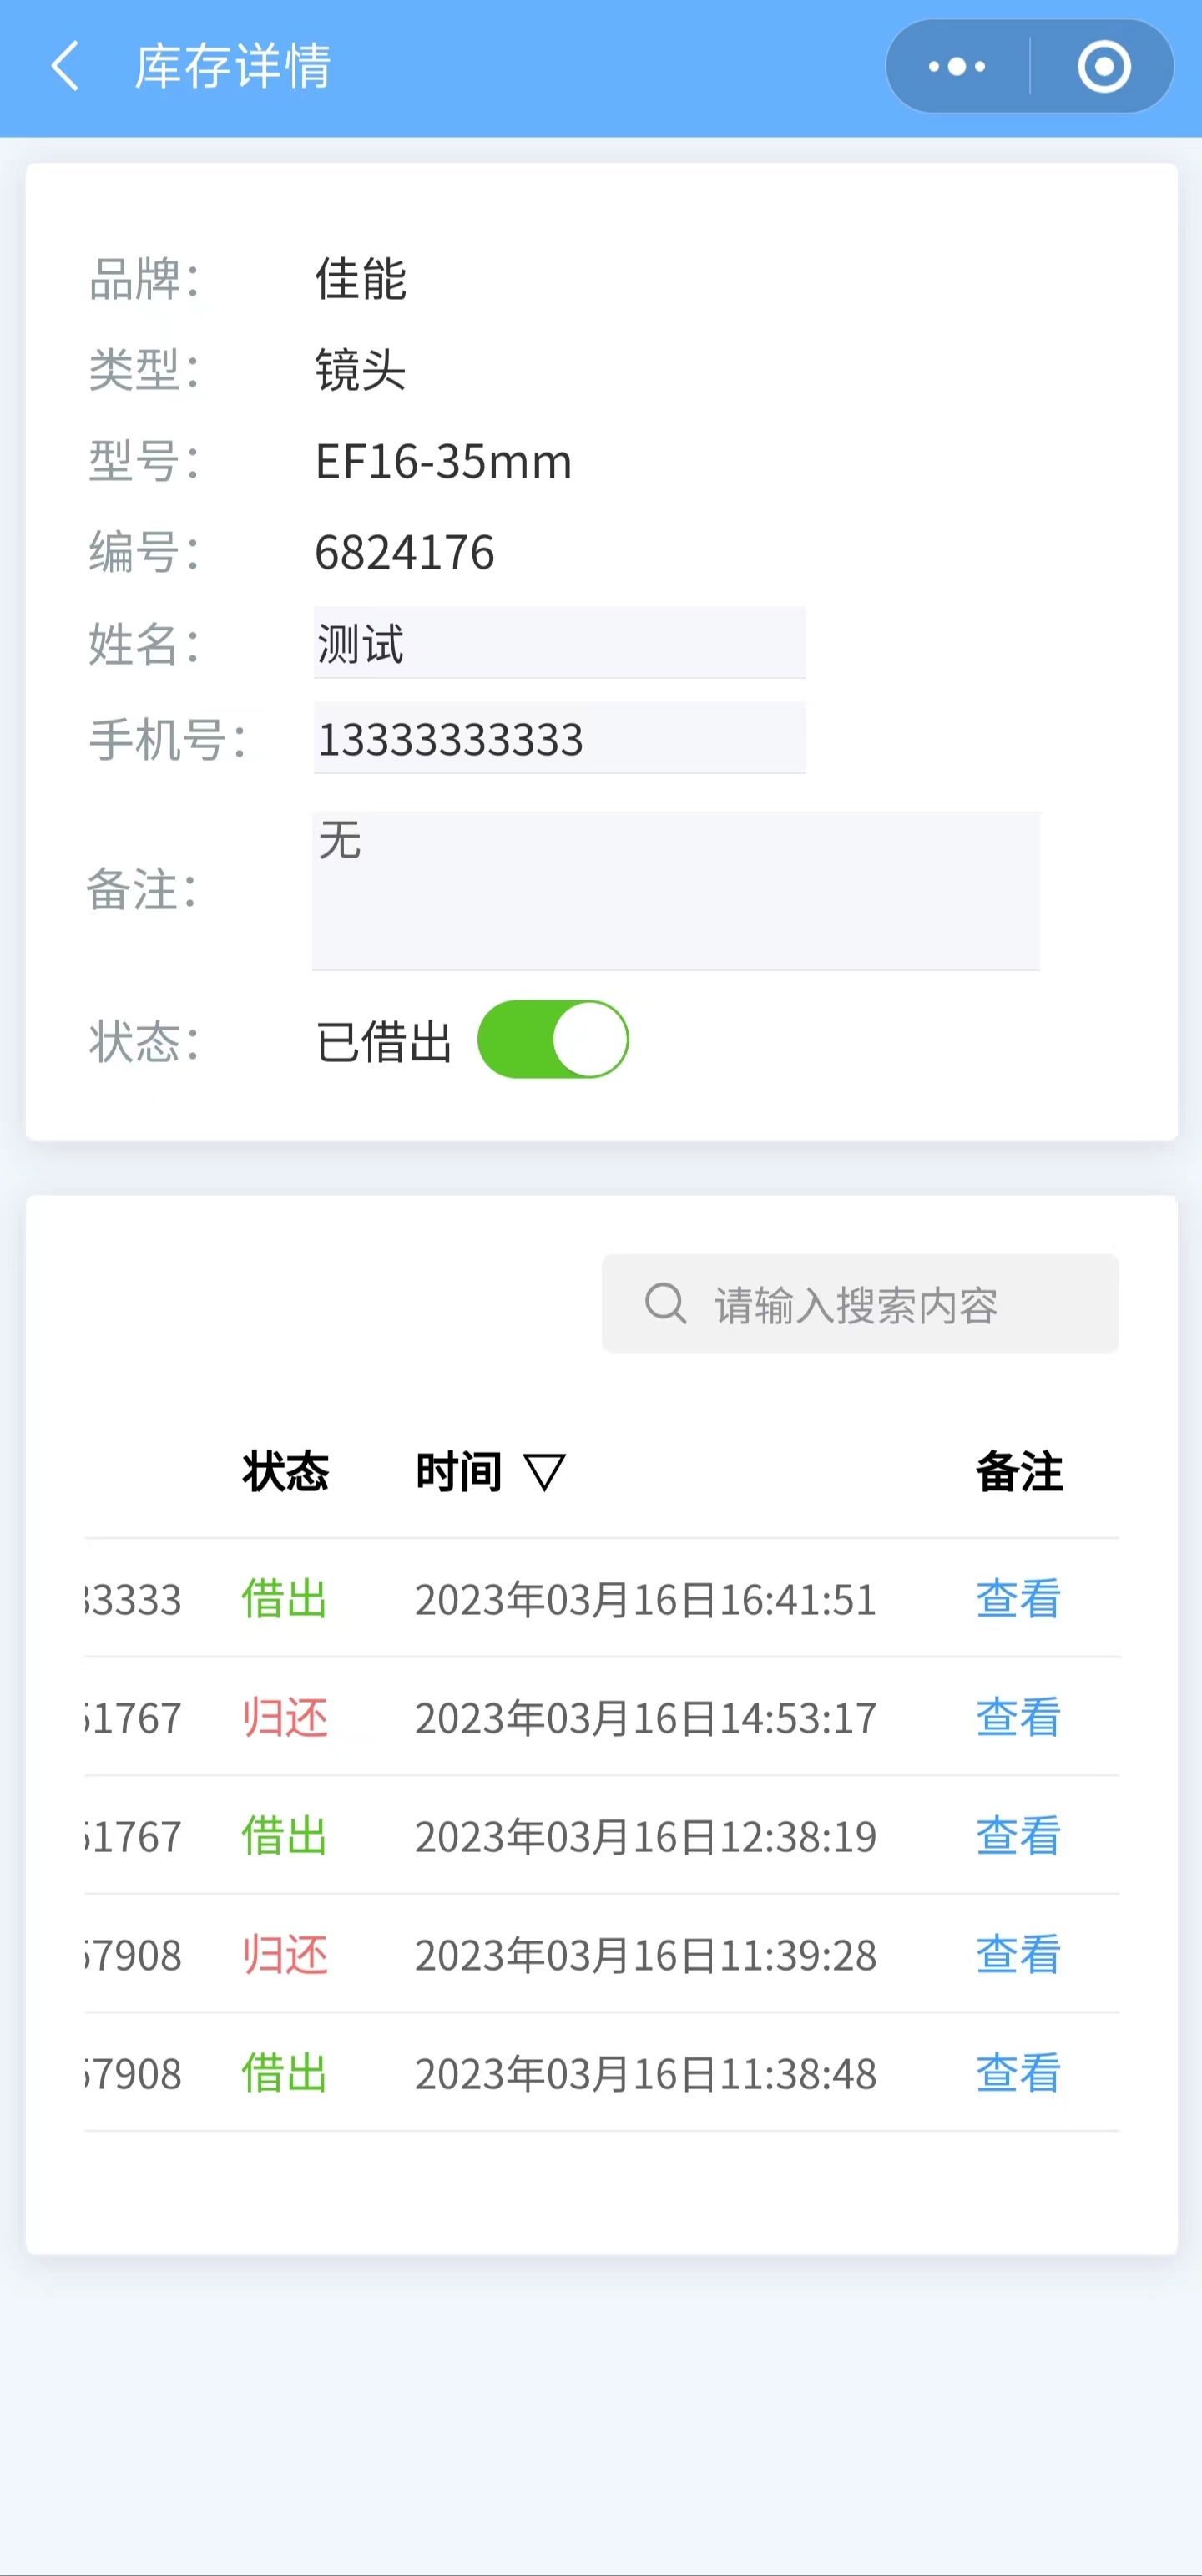 库存详情
品牌： 佳能
类型： 镜头
型号： EF16-35mm
编号： 6824176
姓名： 测试
手机号： 13333333333
备注： 无
状态： 已借出
请输入搜索内容
状态 时间 ▽ 备注
3333 借出 2023年03月16日16:41:51 查看
1767 归还 2023年03月16日14:53:17 查看
1767 借出 2023年03月16日12:38:19 查看
7908 归还 2023年03月16日11:39:28 查看
7908 借出 2023年03月16日11:38:48 查看